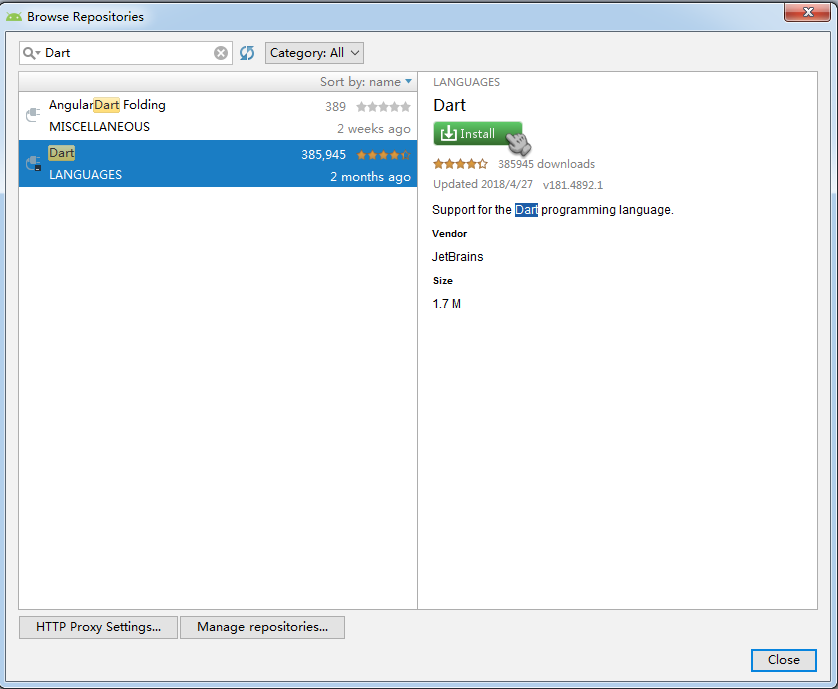 Browse Repositories
Dart
Category: All
Sort by: name
AngularDart Folding
389
MISCELLANEOUS
2 weeks ago
Dart
385,945
LANGUAGES
2 months ago
LANGUAGES
Dart
Install
385945 downloads
Updated 2018/4/27 v181.4892.1
Support for the Dart programming language.
Vendor
JetBrains
Size
1.7 M
HTTP Proxy Settings...
Manage repositories...
Close